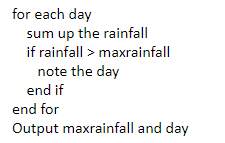 for each day
sum up the rainfall
if rainfall > maxrainfall
note the day
end if
end for
Output maxrainfall and day